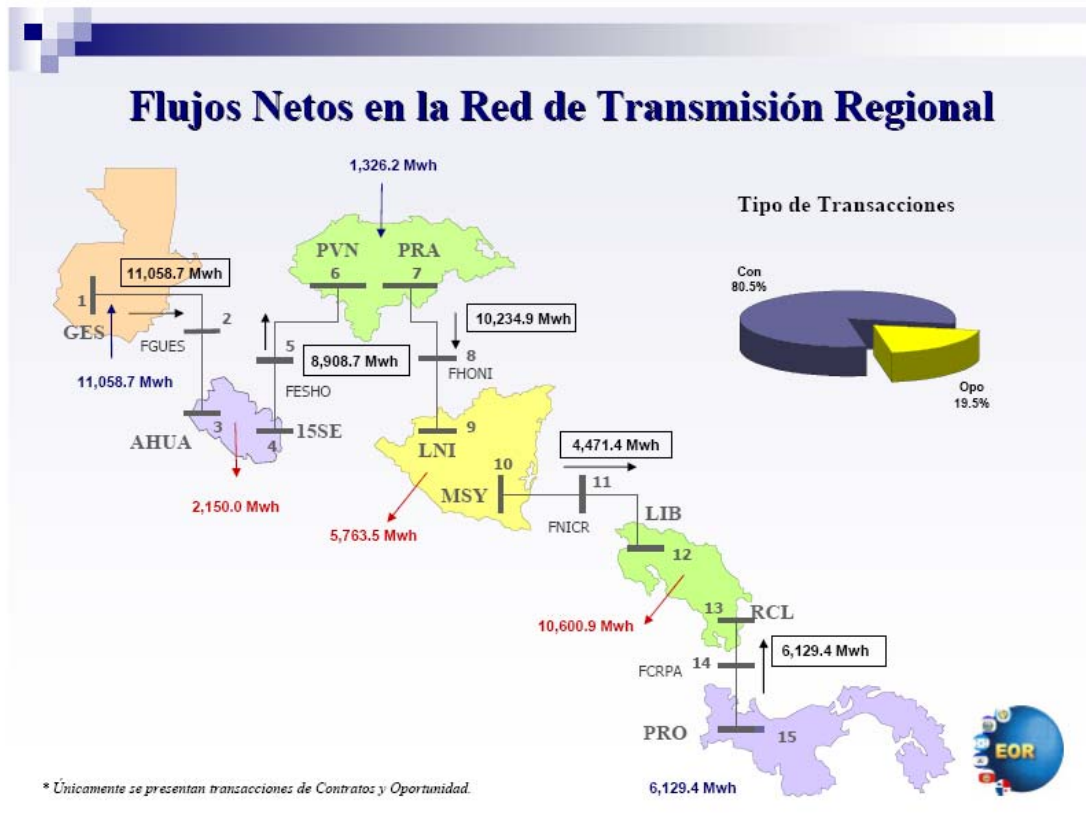 Flujos Netos en la Red de Transmisión Regional
1,326.2 Mwh
Tipo de Transacciones
PVN
PRA
6
7
11,058.7 Mwh
1
2
GES
FGUES
11,058.7 Mwh
Con
80.5%
Opo
19.5%
10,234.9 Mwh
5
8,908.7 Mwh
8
FHONI
FESHO
AHUA
3
4
15SE
9
LNI
2,150.0 Mwh
4,471.4 Mwh
10
MSY
11
5,763.5 Mwh
FNICR
LIB
12
13
RCL
10,600.9 Mwh
6,129.4 Mwh
FCRPA
14
PRO
15
EOR
* Únicamente se presentan transacciones de Contratos y Oportunidad.
6,129.4 Mwh